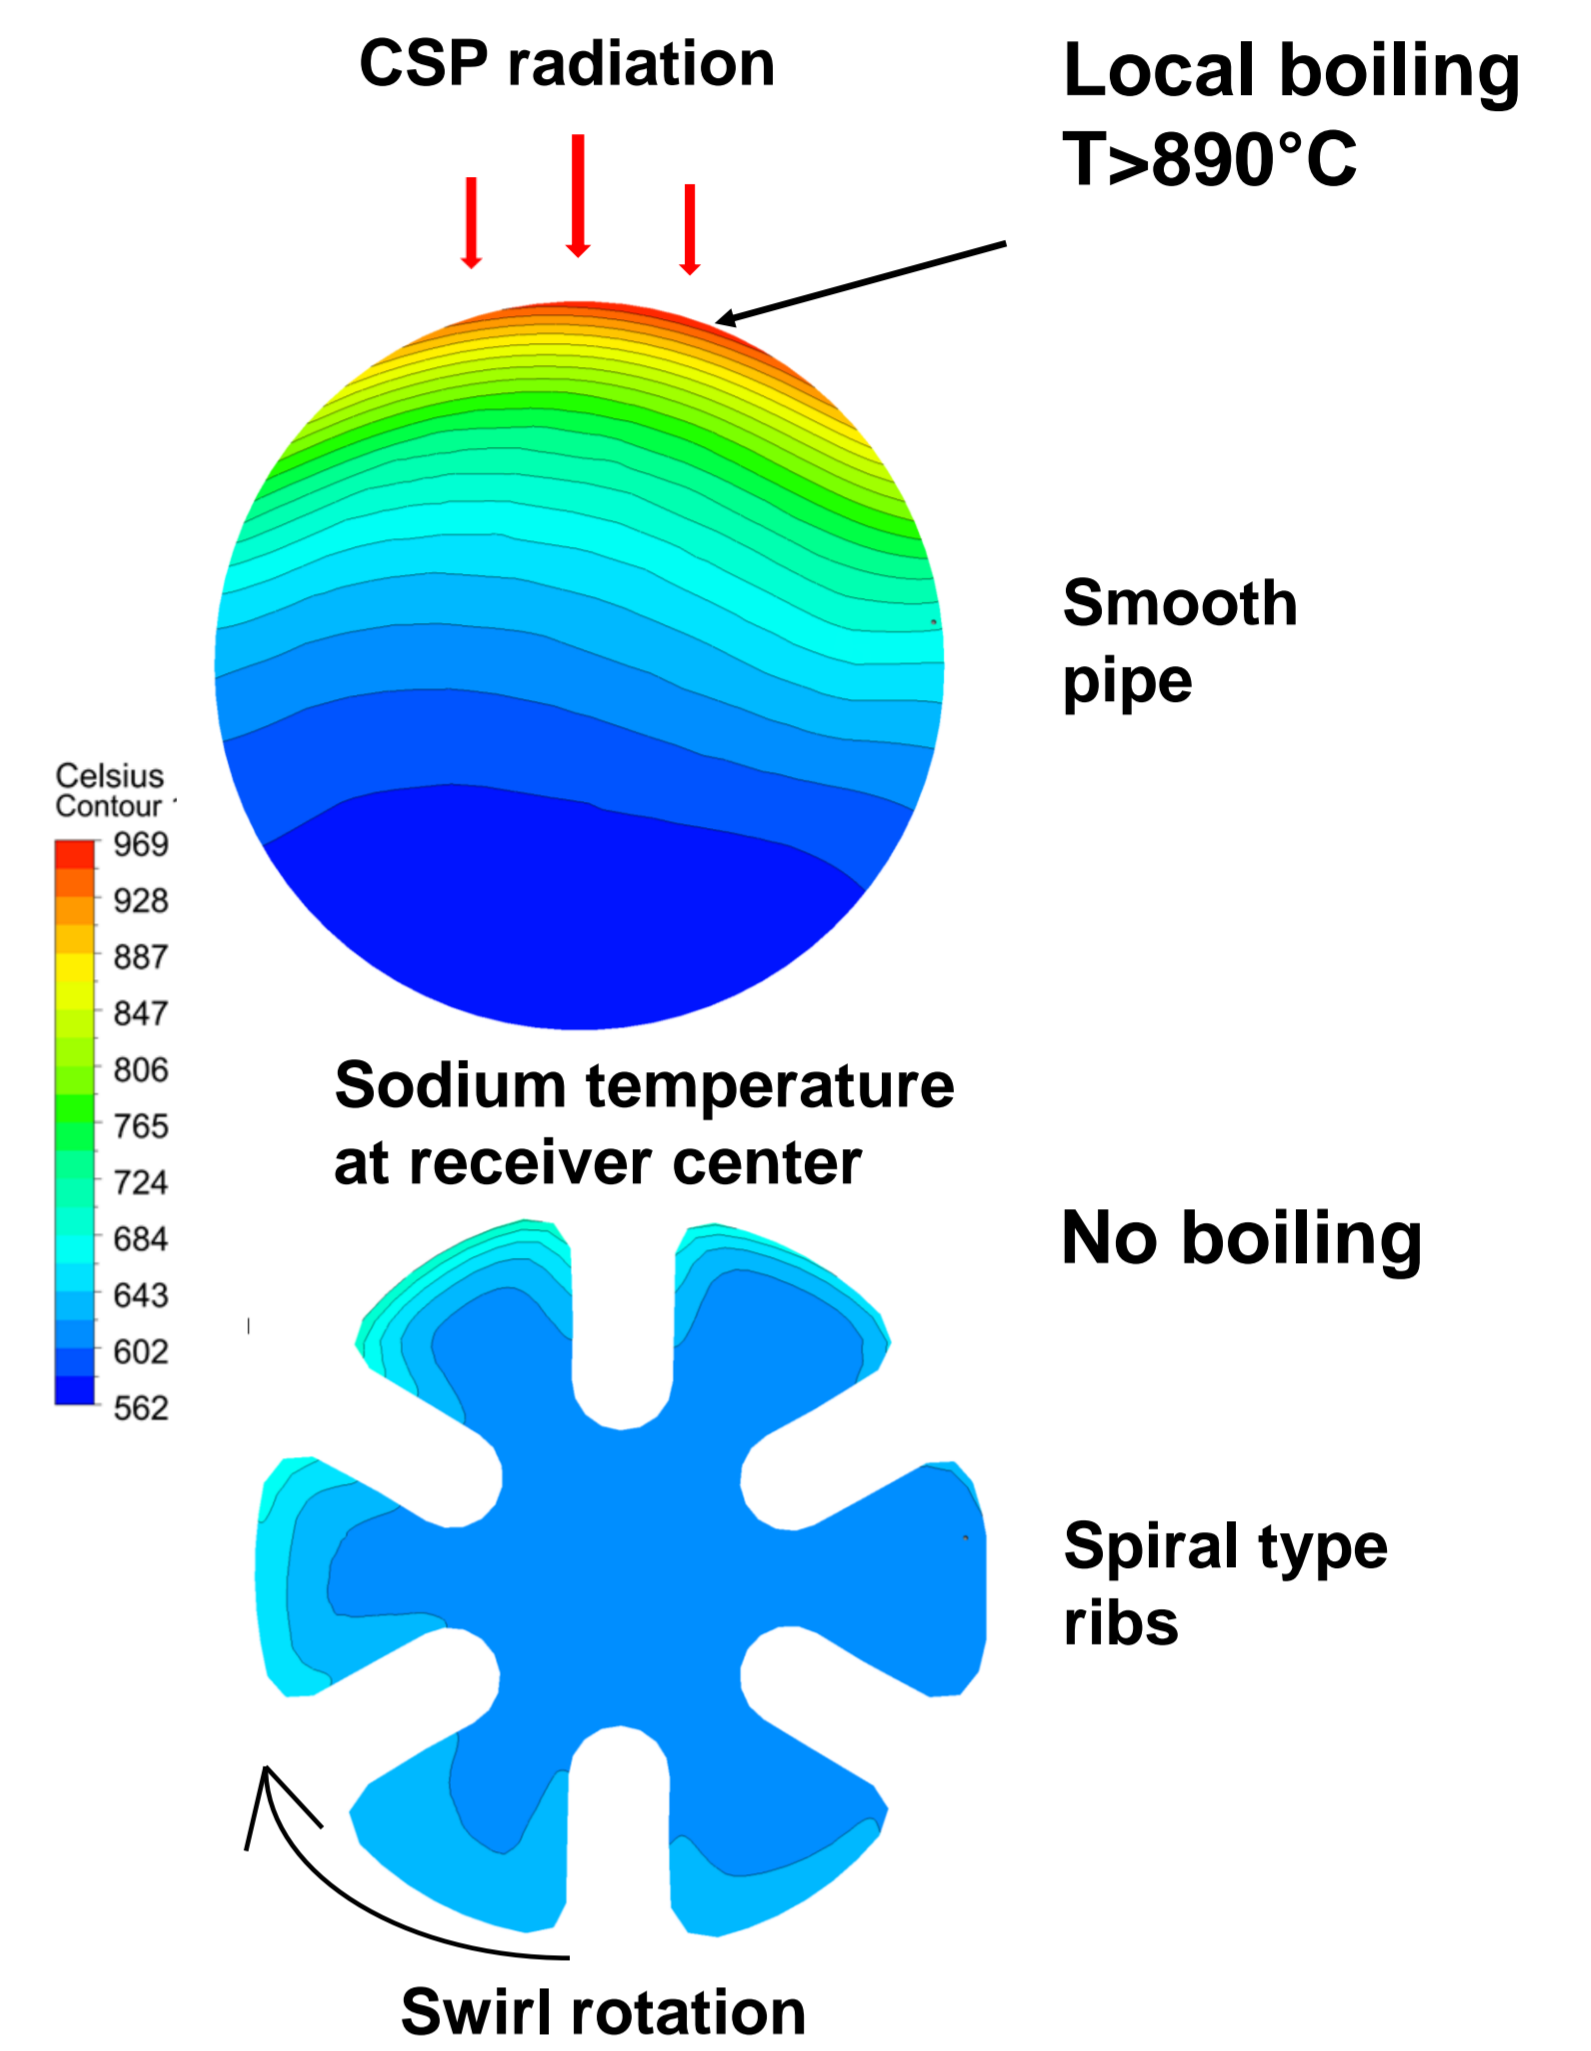 CSP radiation
Local boiling
T>890°C
Smooth
pipe
Celsius
Contour
969
928
887
847
806
765
724
684
643
602
562
Sodium temperature
at receiver center
No boiling
Spiral type
ribs
Swirl rotation